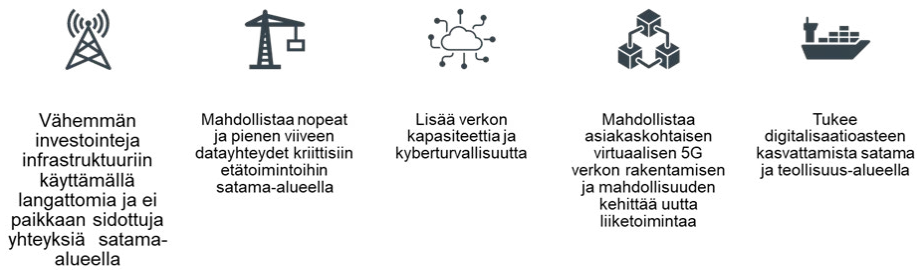 Vähemmän
investointeja
infrastruktuuriin
käyttämällä
langattomia ja ei
paikkaan sidottuja
yhteyksiä satama-
alueella
Mahdollistaa nopeat
ja pienen viiveen
datayhteydet kriittisiin
etätoimintoihin
satama-alueella
Lisää verkon
kapasiteettia ja
kyberturvallisuutta
Mahdollistaa
asiakaskohtaisen
virtuaalisen 5G
verkon rakentamisen
ja mahdollisuuden
kehittää uutta
liiketoimintaa
Tukee
digitalisaatioasteen
kasvattamista satama
ja teollisuus-alueella